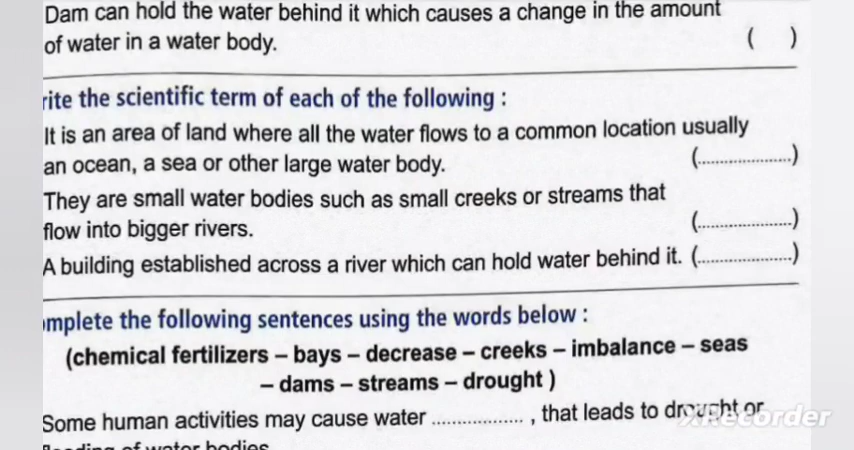 Dam can hold the water behind it which causes a change in the amount
of water in a water body. ( )
rite the scientific term of each of the following :
It is an area of land where all the water flows to a common location usually
an ocean, a sea or other large water body. (....................)
They are small water bodies such as small creeks or streams that
flow into bigger rivers. (....................)
A building established across a river which can hold water behind it. (....................)
mplete the following sentences using the words below :
(chemical fertilizers – bays – decrease – creeks – imbalance – seas
– dams – streams – drought )
Some human activities may cause water .................. , that leads to drought or
of water bodies
XRecorder